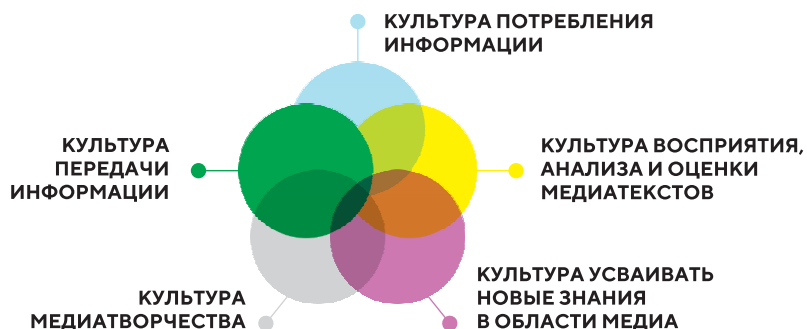 КУЛЬТУРА ПОТРЕБЛЕНИЯ
ИНФОРМАЦИИ
КУЛЬТУРА
ПЕРЕДАЧИ
ИНФОРМАЦИИ
КУЛЬТУРА ВОСПРИЯТИЯ,
АНАЛИЗА И ОЦЕНКИ
МЕДИАТЕКСТОВ
КУЛЬТУРА
МЕДИАТВОРЧЕСТВА
КУЛЬТУРА УСВАИВАТЬ
НОВЫЕ ЗНАНИЯ
В ОБЛАСТИ МЕДИА